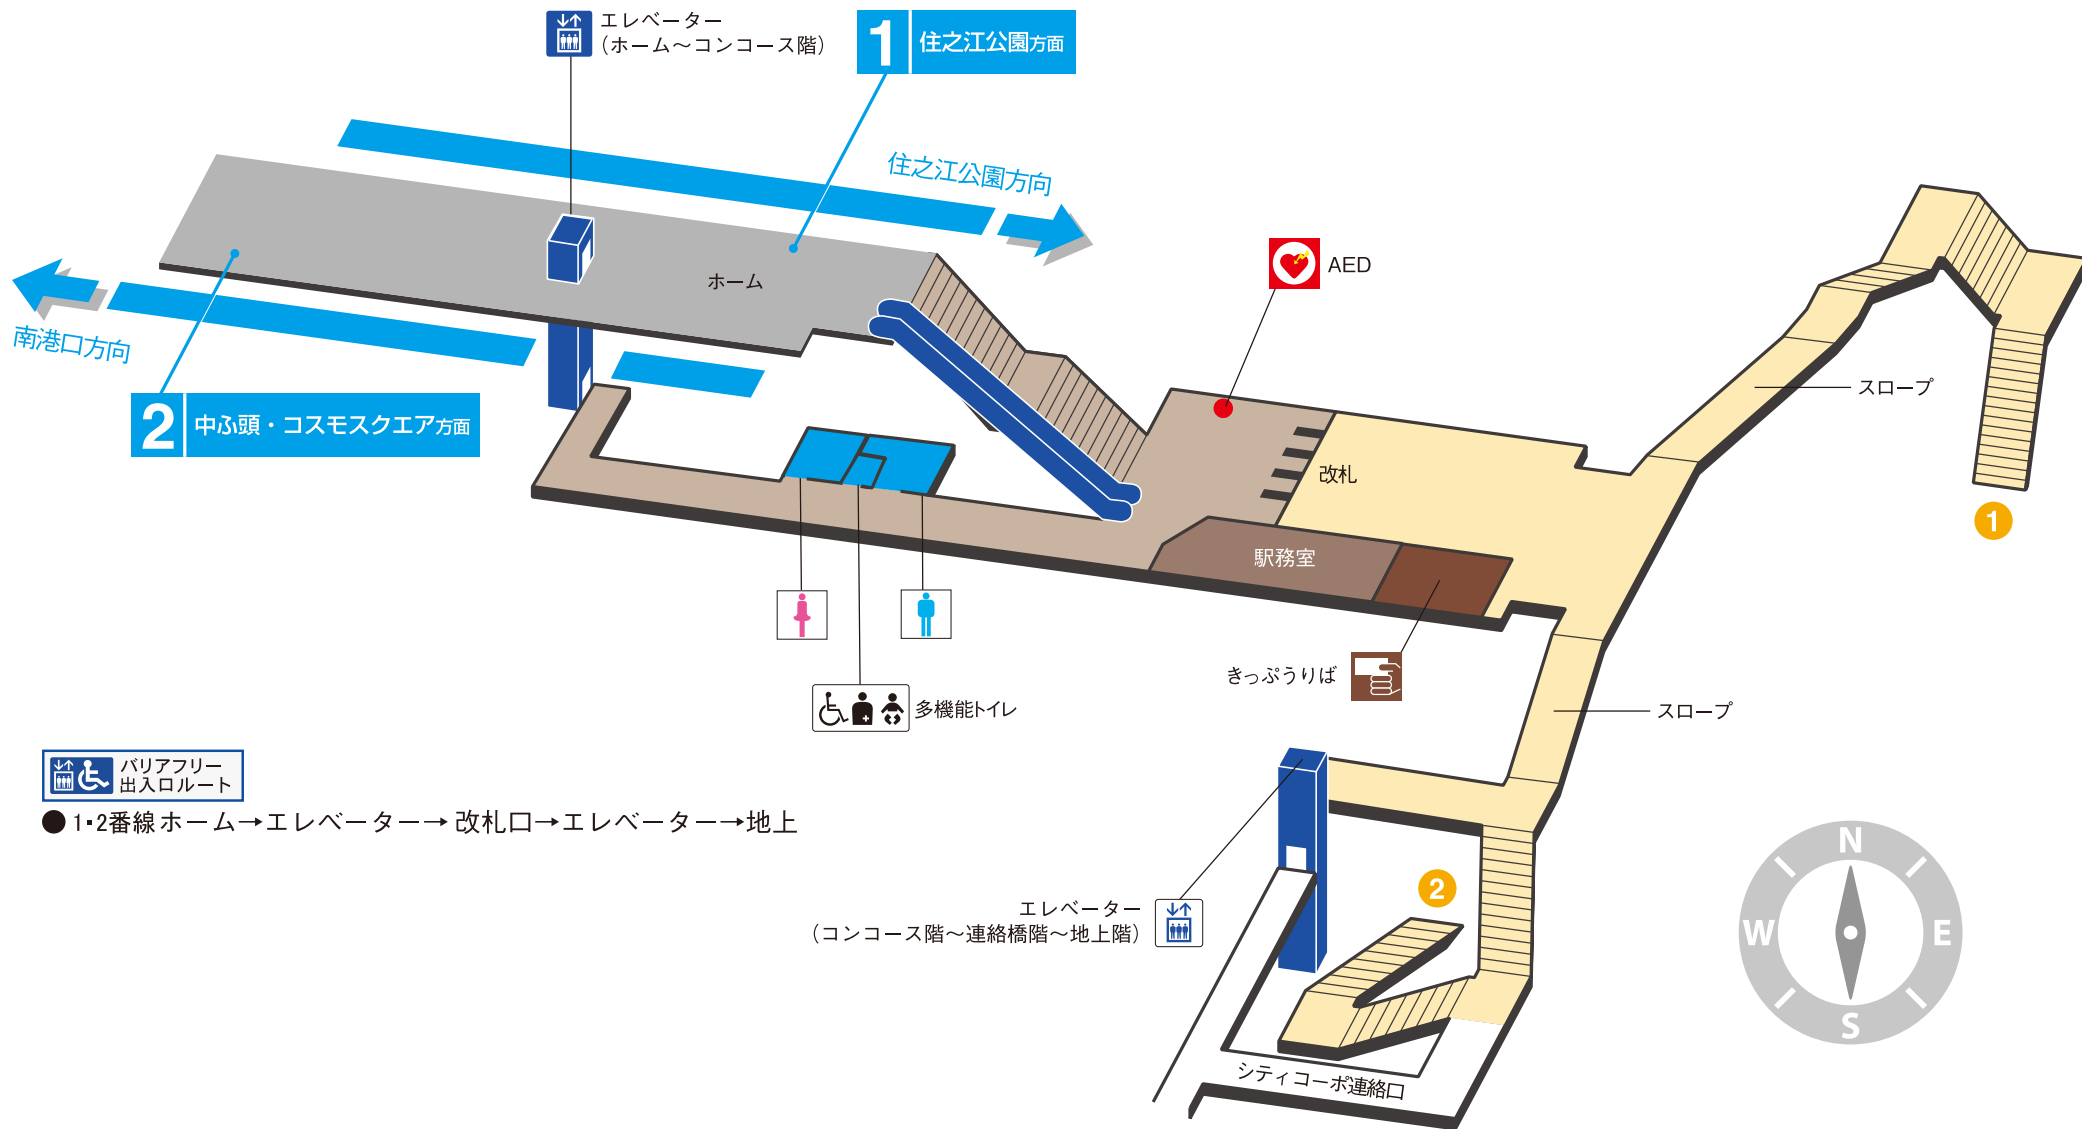 エレベーター
(ホーム～コンコース階)
1 住之江公園方面
住之江公園方向
ホーム
南港口方向
2 中ふ頭・コスモスクエア方面
AED
スロープ
改札
1
駅務室
きっぷうりば
多機能トイレ
スロープ
バリアフリー
出入口ルート
● 1・2番線 ホーム→エレベーター→改札口→エレベーター→地上
エレベーター
(コンコース階～連絡橋階～地上階)
2
シティコーポ連絡口
N
W
E
S